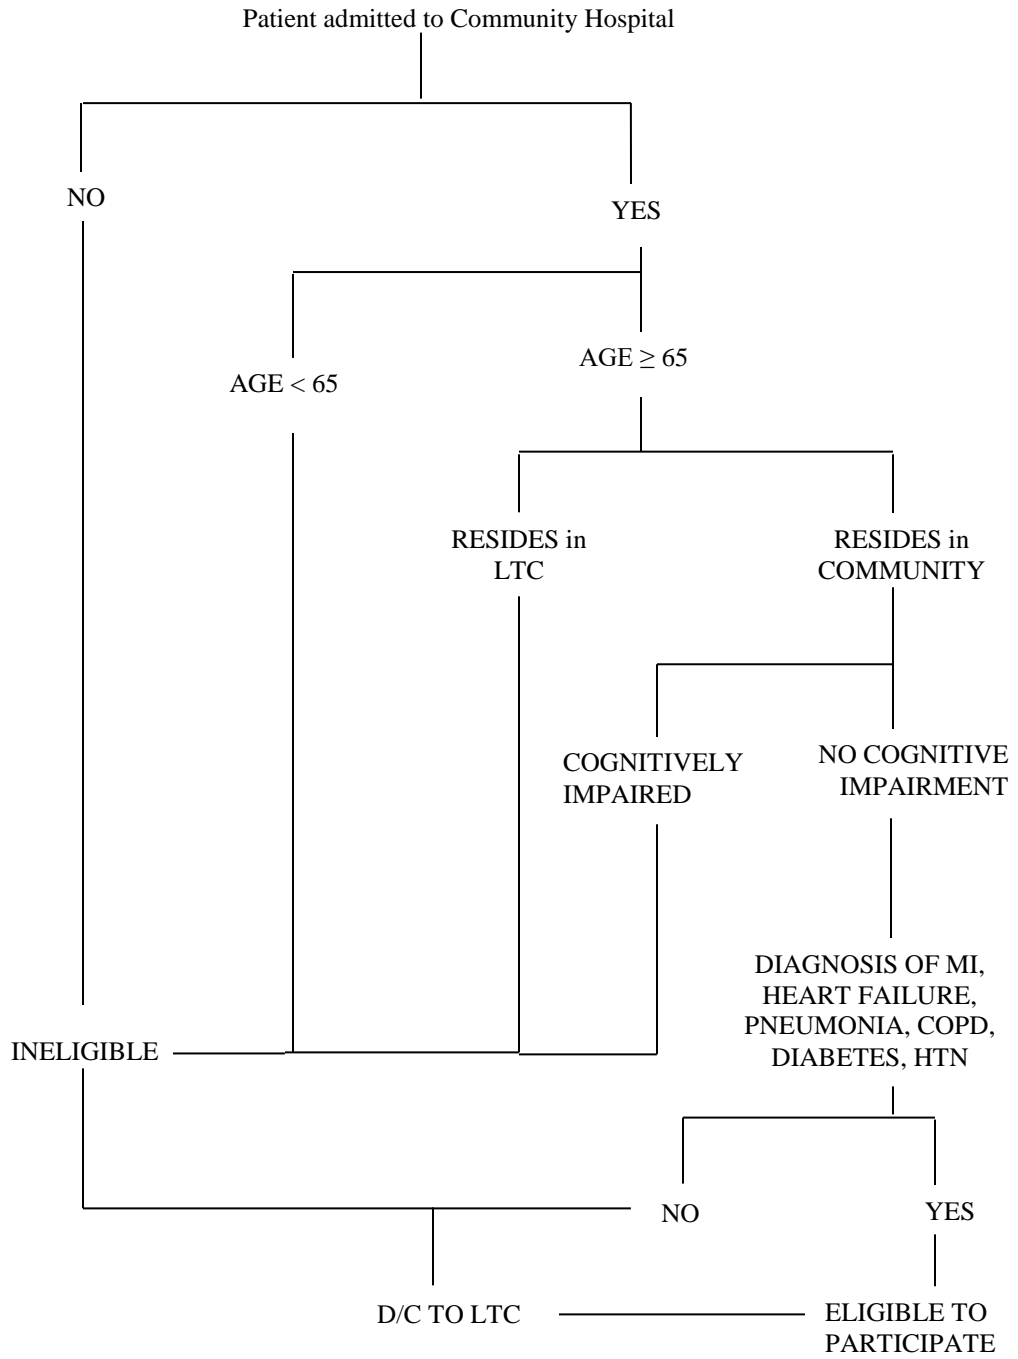 Patient admitted to Community Hospital
NO
YES
AGE ≥ 65
AGE < 65
RESIDES in
LTC
RESIDES in
COMMUNITY
COGNITIVELY
IMPAIRED
NO COGNITIVE
IMPAIRMENT
DIAGNOSIS OF MI,
HEART FAILURE,
PNEUMONIA, COPD,
DIABETES, HTN
INELIGIBLE
NO
YES
D/C TO LTC
ELIGIBLE TO
PARTICIPATE